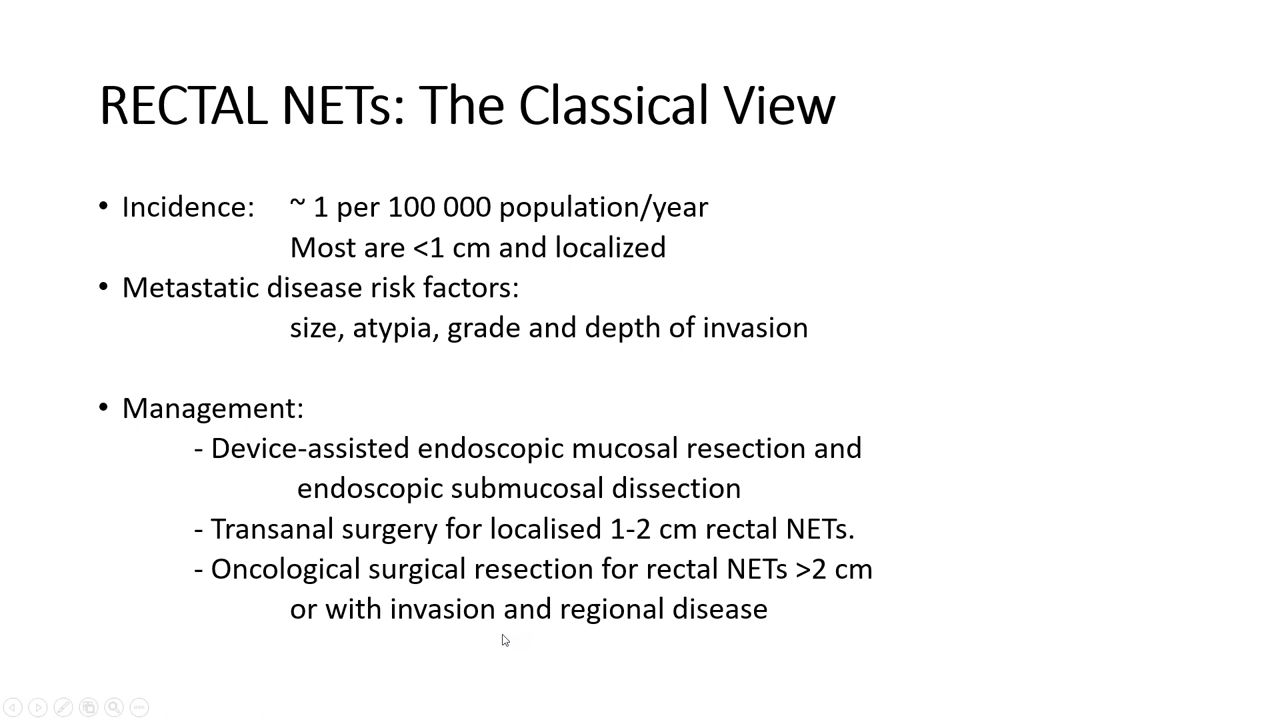 RECTAL NETs: The Classical View
• Incidence: ~ 1 per 100 000 population/year
Most are <1 cm and localized
• Metastatic disease risk factors:
size, atypia, grade and depth of invasion
• Management:
- Device-assisted endoscopic mucosal resection and
endoscopic submucosal dissection
- Transanal surgery for localised 1-2 cm rectal NETs.
- Oncological surgical resection for rectal NETs >2 cm
or with invasion and regional disease